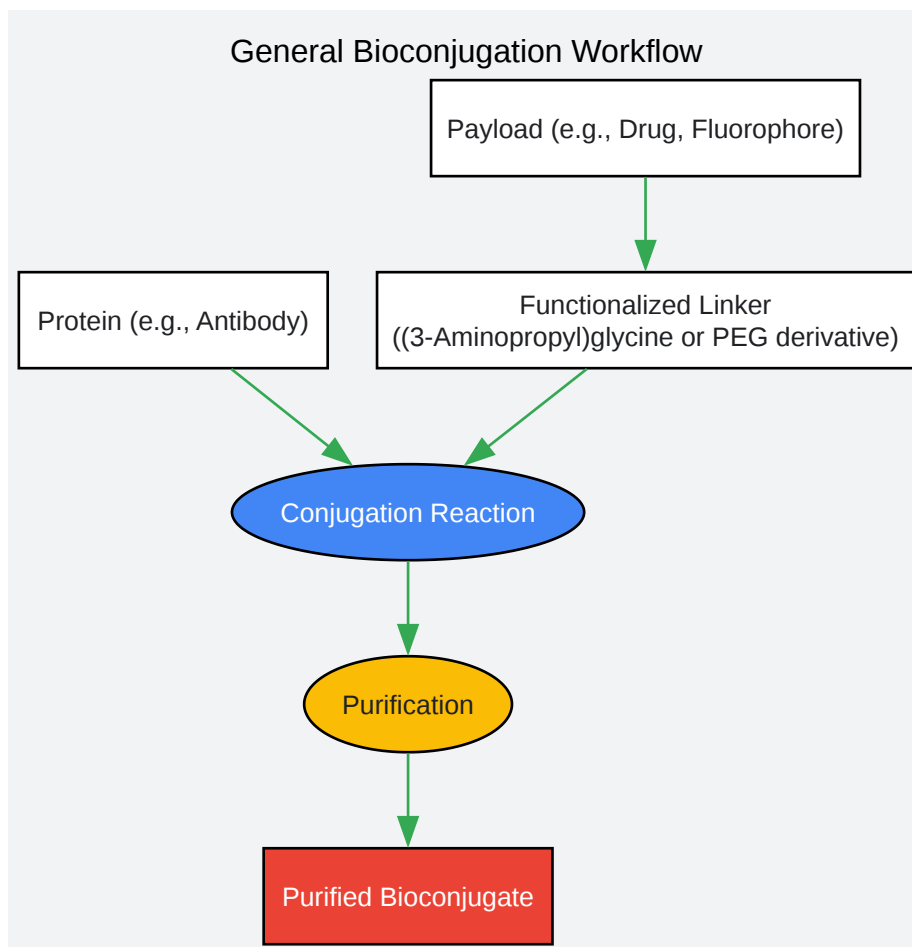 General Bioconjugation Workflow
Payload (e.g., Drug, Fluorophore)
Protein (e.g., Antibody)
Functionalized Linker
((3-Aminopropyl)glycine or PEG derivative)
Conjugation Reaction
Purification
Purified Bioconjugate